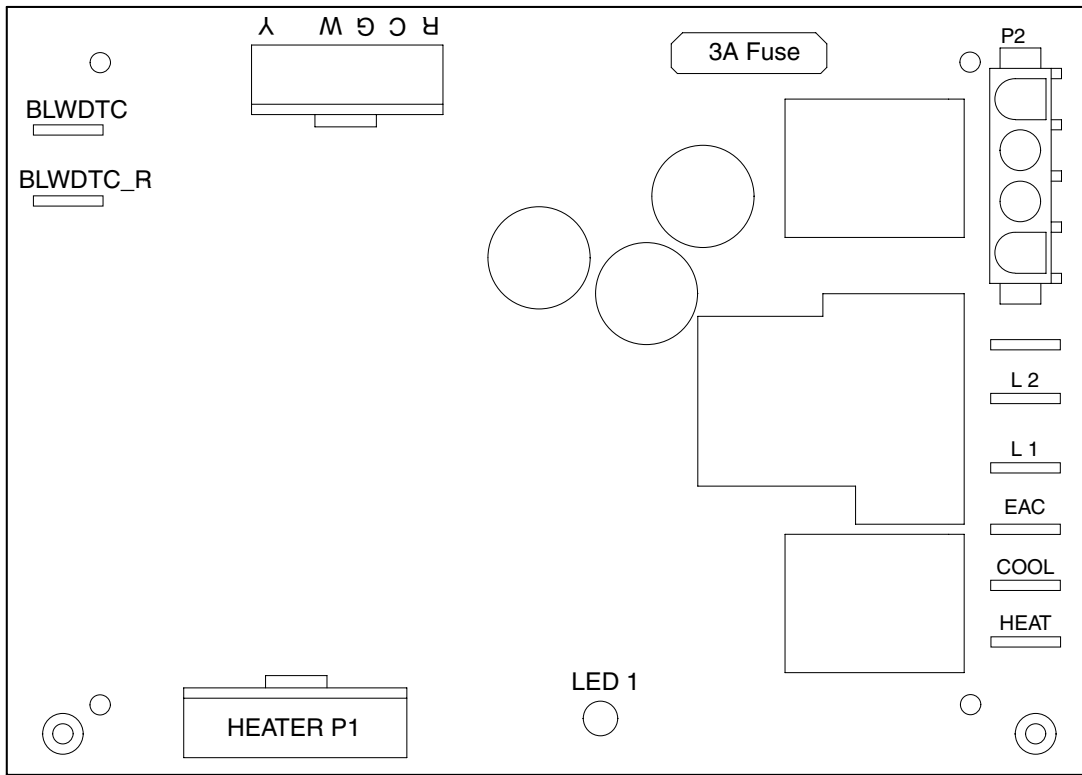 R C G W Y
3A Fuse
P2
BLWDTC
BLWDTC_R
L 2
L 1
EAC
COOL
HEAT
LED 1
HEATER P1